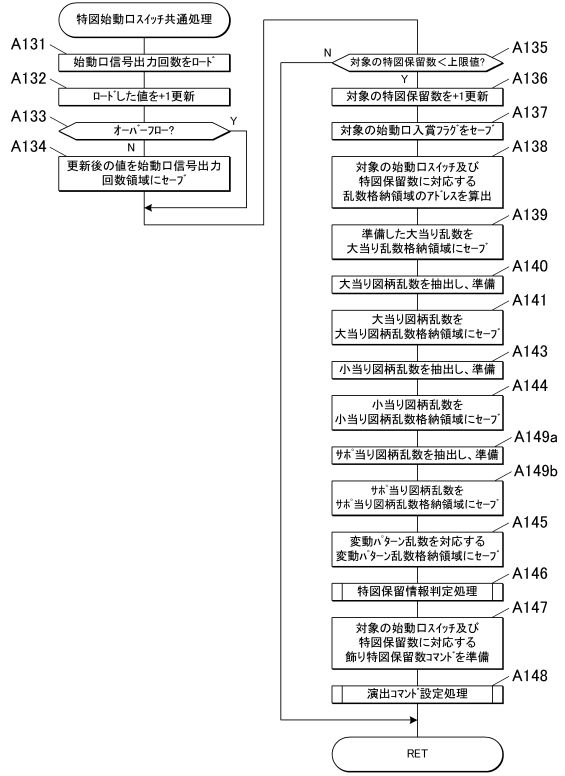 特図始動口スイッチ共通処理
A131
始動口信号出力回数をロード
A132
ロードした値を+1更新
A133
オーバーフロー?
Y
N
A134
更新後の値を始動口信号出力
回数領域にセーブ
A135
N
対象の特図保留数<上限値?
Y
A136
対象の特図保留数を+1更新
A137
対象の始動口入賞フラグをセーブ
A138
対象の始動口スイッチ及び
特図保留数に対応する
乱数格納領域のアドレスを算出
A139
準備した大当り乱数を
大当り乱数格納領域にセーブ
A140
大当り図柄乱数を抽出し、準備
A141
大当り図柄乱数を
大当り図柄乱数格納領域にセーブ
A143
小当り図柄乱数を抽出し、準備
A144
小当り図柄乱数を
小当り図柄乱数格納領域にセーブ
A149a
サポ当り図柄乱数を抽出し、準備
A149b
サポ当り図柄乱数を
サポ当り図柄乱数格納領域にセーブ
A145
変動パターン乱数を対応する
変動パターン乱数格納領域にセーブ
A146
特図保留情報判定処理
A147
対象の始動口スイッチ及び
特図保留数に対応する
飾り特図保留数コマンドを準備
A148
演出コマンド設定処理
RET